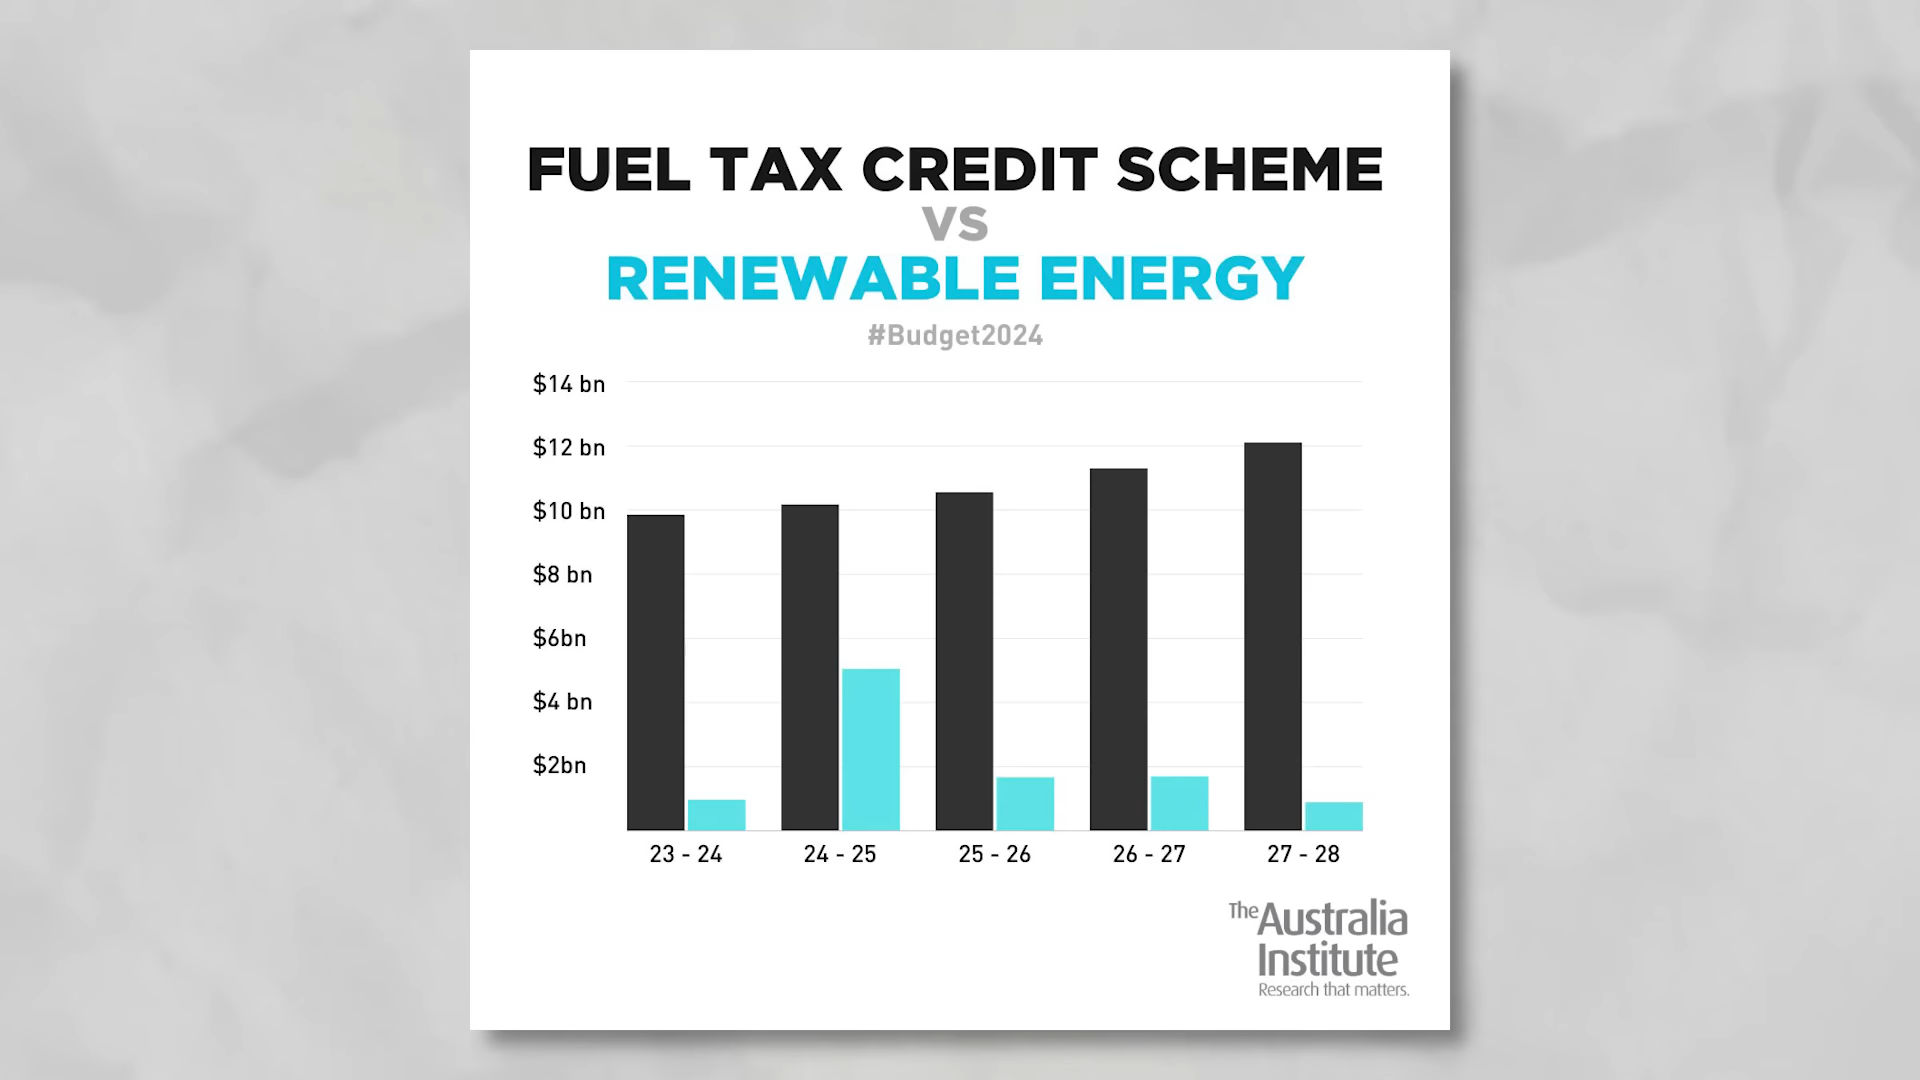 FUEL TAX CREDIT SCHEME
VS
RENEWABLE ENERGY
#Budget2024
$14 bn
$12 bn
$10 bn
$8 bn
$6bn
$4 bn
$2bn
23 - 24
24 - 25
25 - 26
26 - 27
27 - 28
The Australia
Institute
Research that matters.